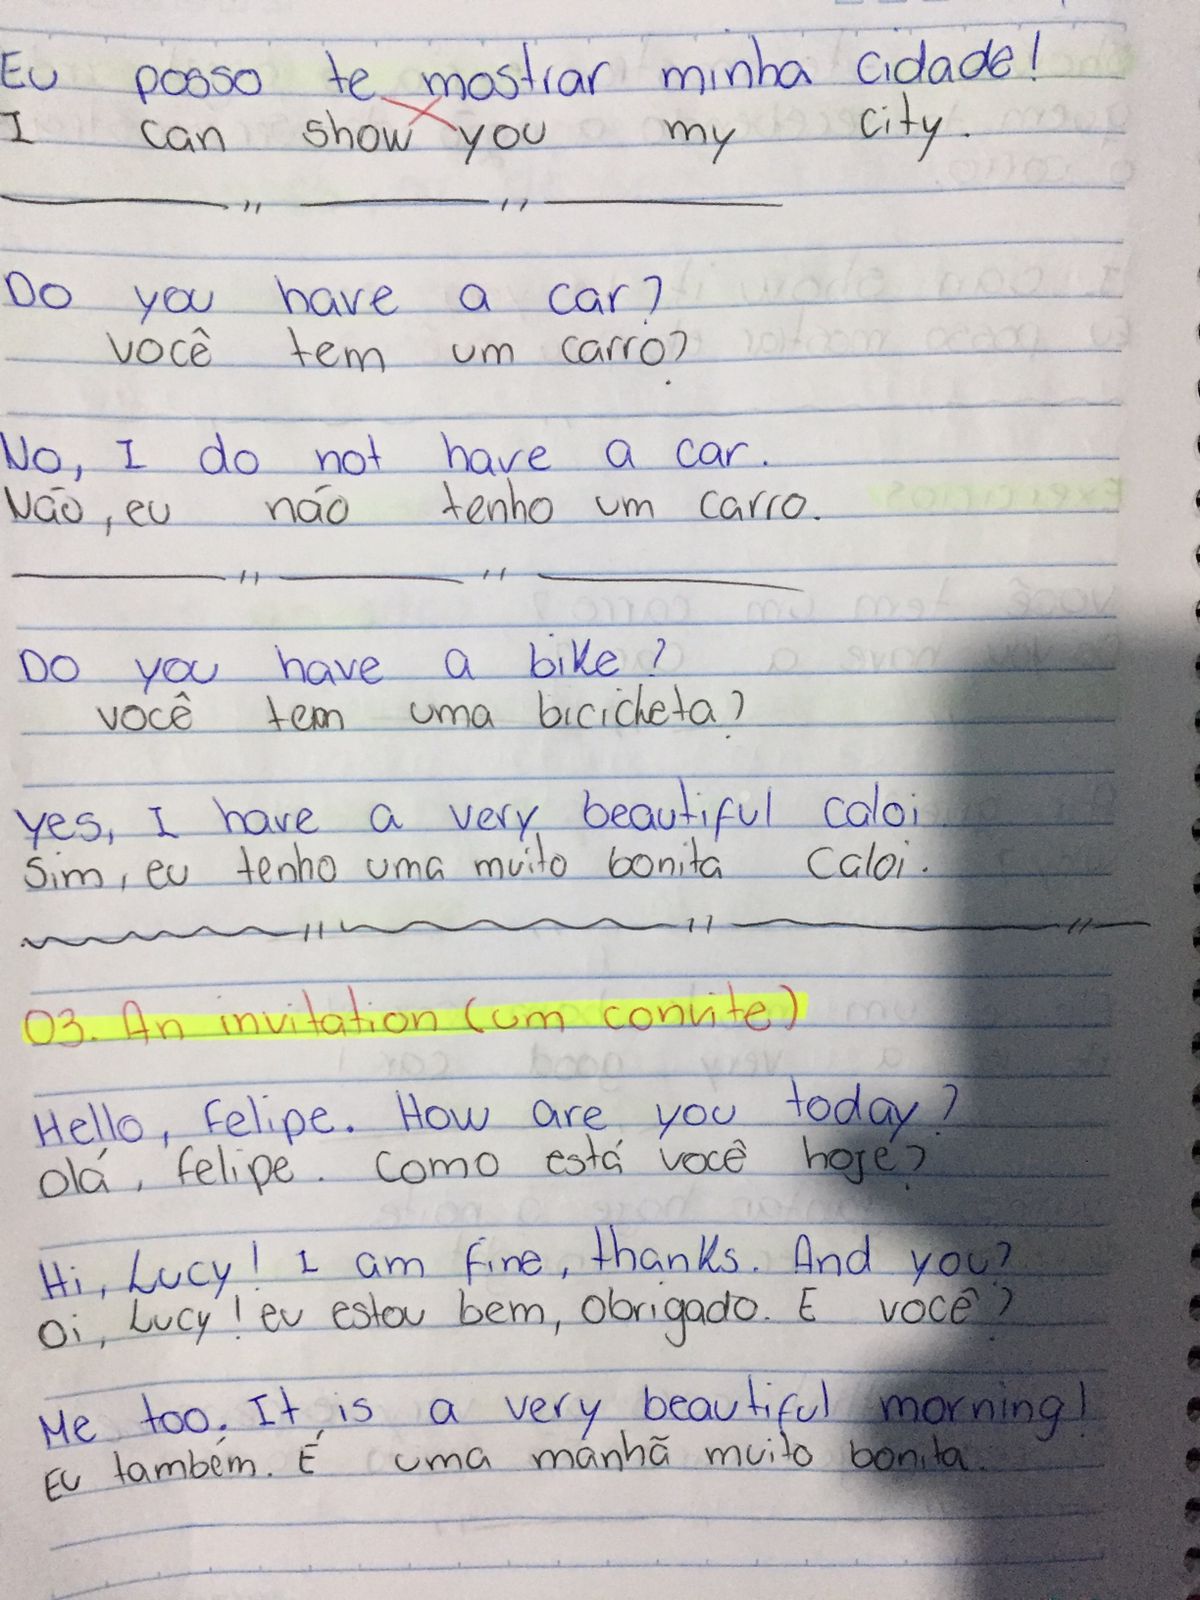 Eu posso te mostrar minha cidade!
I can show you my city.
Do you have a car?
você tem um carro?
No, I do not have a car.
Não, eu não tenho um carro.
Do you have a bike?
você tem uma bicicheta?
yes, I have a very beautiful caloi
Sim, eu tenho uma muito bonita Caloi.
03. An invitation (um convite)
Hello, Felipe. How are you today?
Olá, Felipe. Como está você hoje?
Hi, Lucy! I am fine, thanks. And you?
Oi, Lucy! eu estou bem, obrigado. E você?
Me too. It is a very beautiful morning!
Eu também. É uma manhã muito bonita.